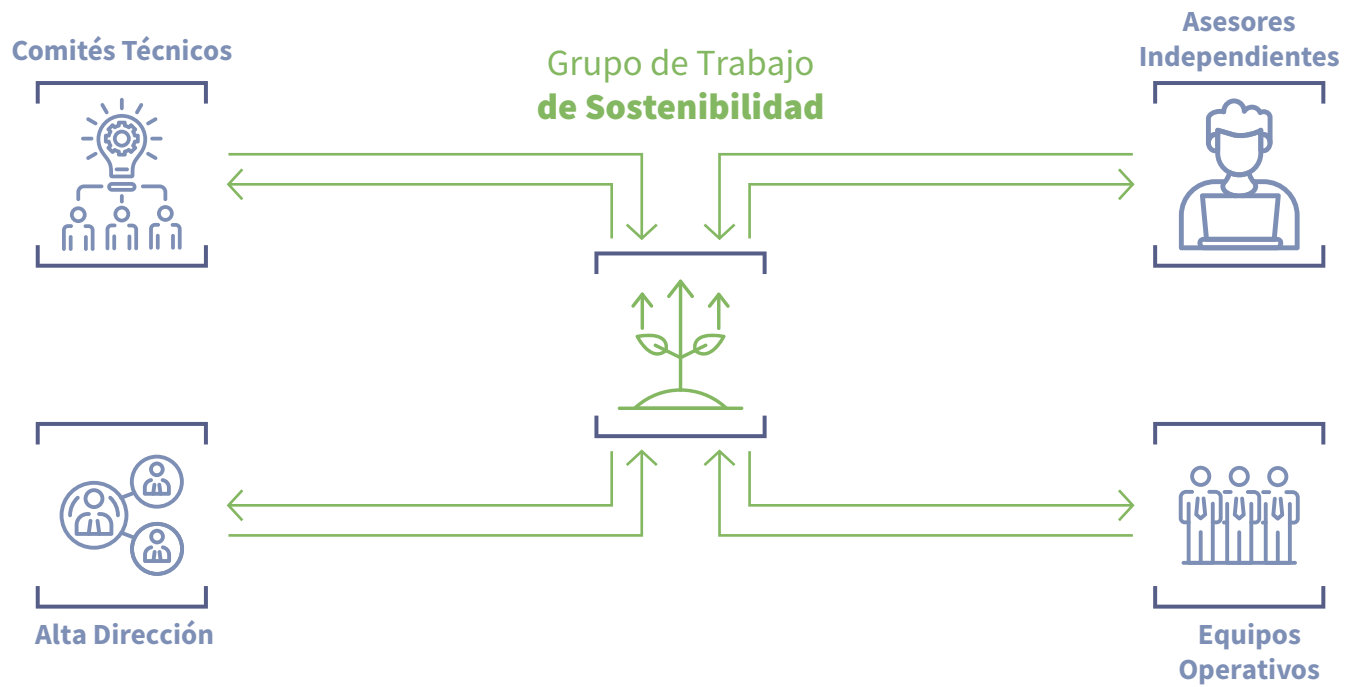 Comités Técnicos
Grupo de Trabajo
de Sostenibilidad
Asesores
Independientes
Alta Dirección
Equipos
Operativos